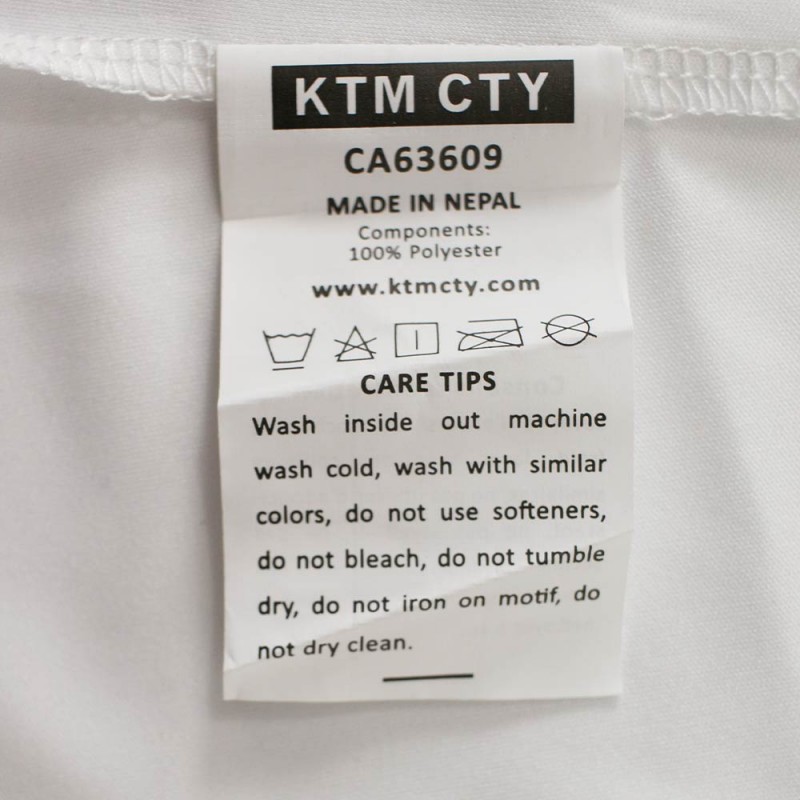 KTM CTY
CA63609
MADE IN NEPAL
Components:
100% Polyester
www.ktmcty.com
CARE TIPS
Wash inside out machine
wash cold, wash with similar
colors, do not use softeners,
do not bleach, do not tumble
dry, do not iron on motif, do
not dry clean.